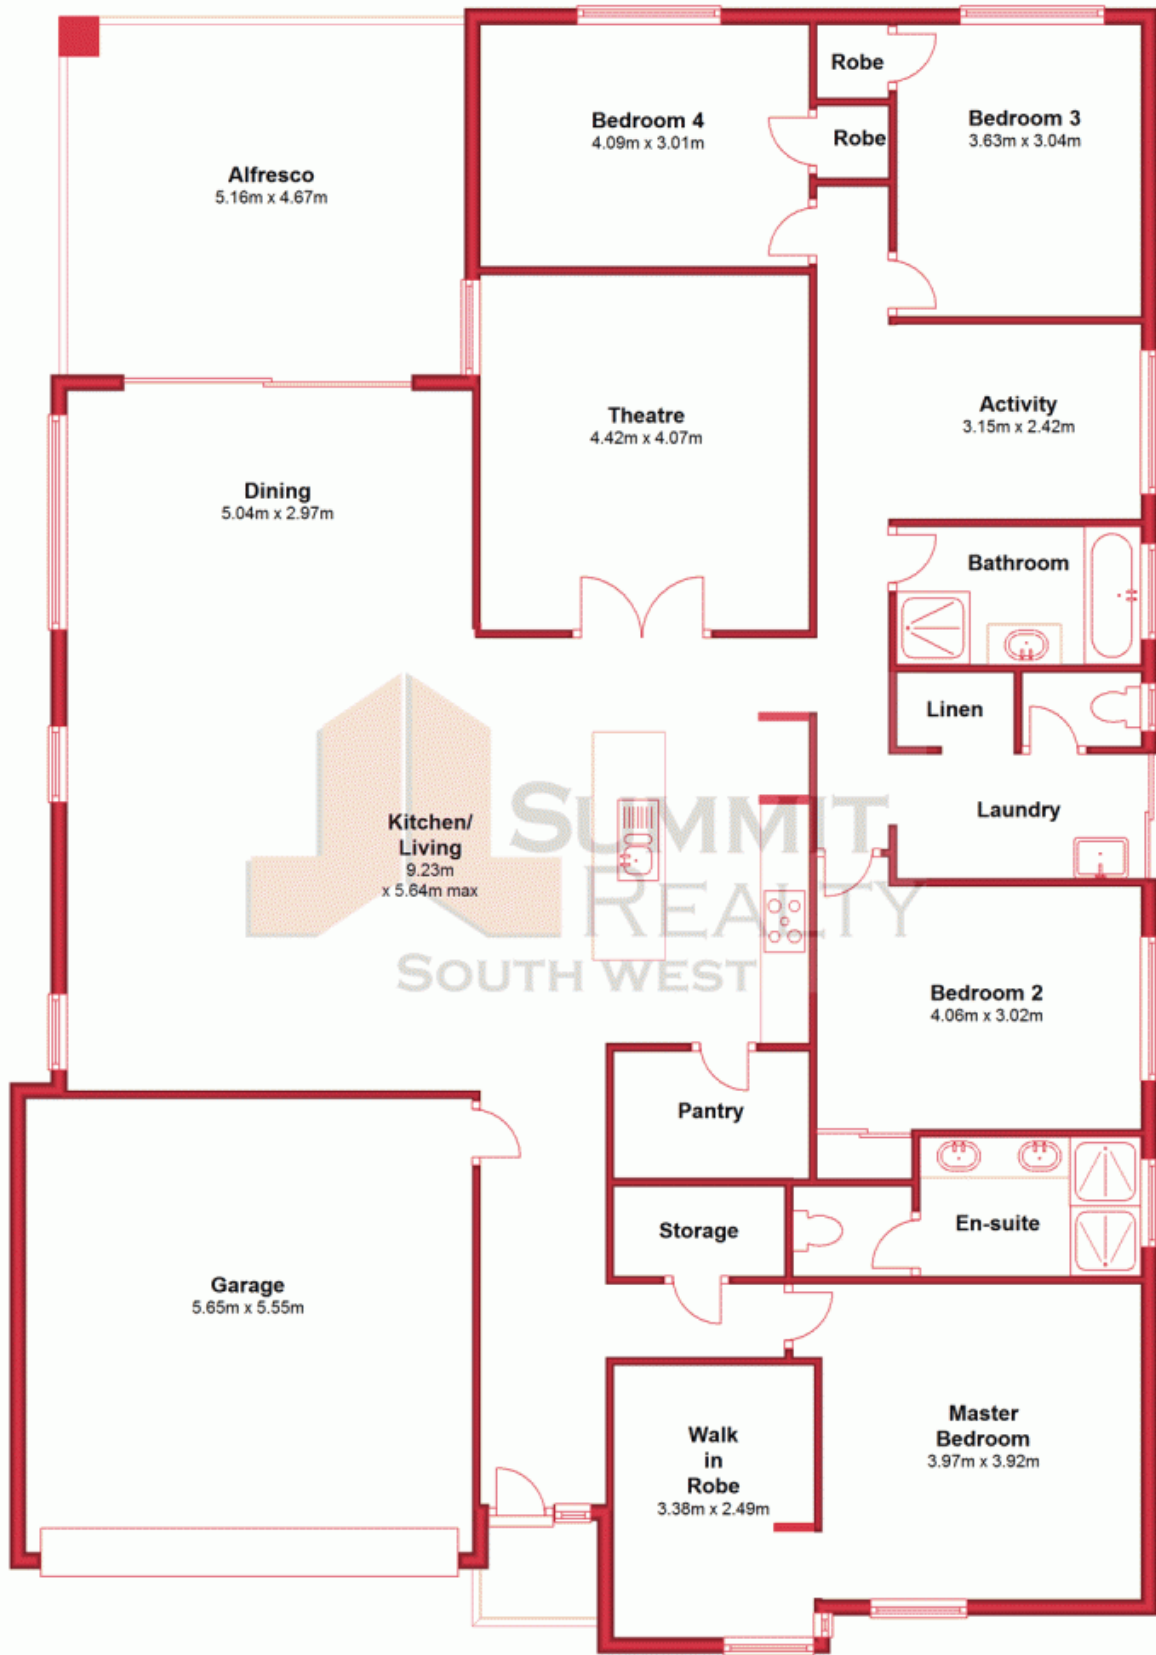 Robe
Bedroom 4
4.09m x 3.01m
Bedroom 3
3.63m x 3.04m
Robe
Alfresco
5.16m x 4.67m
Theatre
4.42m x 4.07m
Activity
3.15m x 2.42m
Dining
5.04m x 2.97m
Bathroom
Linen
Kitchen/
Living
9.23m
x 5.64m max
Laundry
SUMMIT
REALTY
SOUTH WEST
Bedroom 2
4.06m x 3.02m
Pantry
Storage
En-suite
Garage
5.65m x 5.55m
Walk
in
Robe
3.38m x 2.49m
Master
Bedroom
3.97m x 3.92m